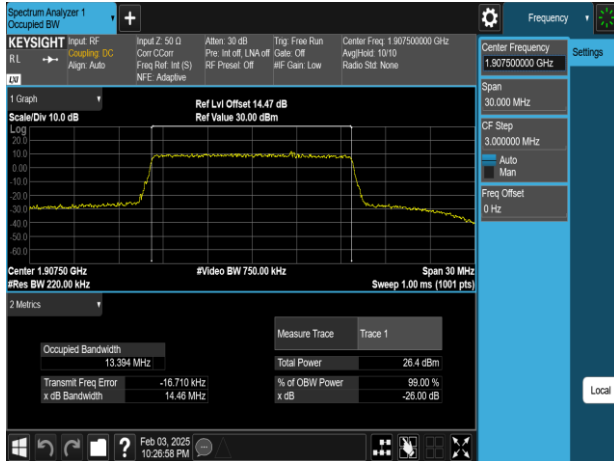 Spectrum Analyzer 1
Occupied BW
Frequency
KEYSIGHT
RL
Input: RF
Coupling: DC
Align: Auto
Input Z: 50 Ω
Corr CCorr
Freq Ref: Int (S)
NFE: Adaptive
Atten: 30 dB
Pre: Int off, LNA off
RF Preset: Off
Trig: Free Run
Gate: Off
#IF Gain: Low
Center Freq: 1.907500000 GHz
Avg|Hold: 10/10
Radio Std: None
LXI
Center Frequency
1.907500000 GHz
Settings
Span
30.000 MHz
CF Step
3.000000 MHz
Auto
Man
Freq Offset
0 Hz
Local
1 Graph
Scale/Div 10.0 dB
Ref Lvl Offset 14.47 dB
Ref Value 30.00 dBm
Log
20.0
10.0
0.00
-10.0
-20.0
-30.0
-40.0
-50.0
-60.0
Center 1.90750 GHz
#Res BW 220.00 kHz
#Video BW 750.00 kHz
Span 30 MHz
Sweep 1.00 ms (1001 pts)
2 Metrics
Measure Trace Trace 1
Occupied Bandwidth
13.394 MHz
Total Power 26.4 dBm
Transmit Freq Error -16.710 kHz
% of OBW Power 99.00 %
x dB Bandwidth 14.46 MHz
x dB -26.00 dB
?
Feb 03, 2025
10:26:58 PM